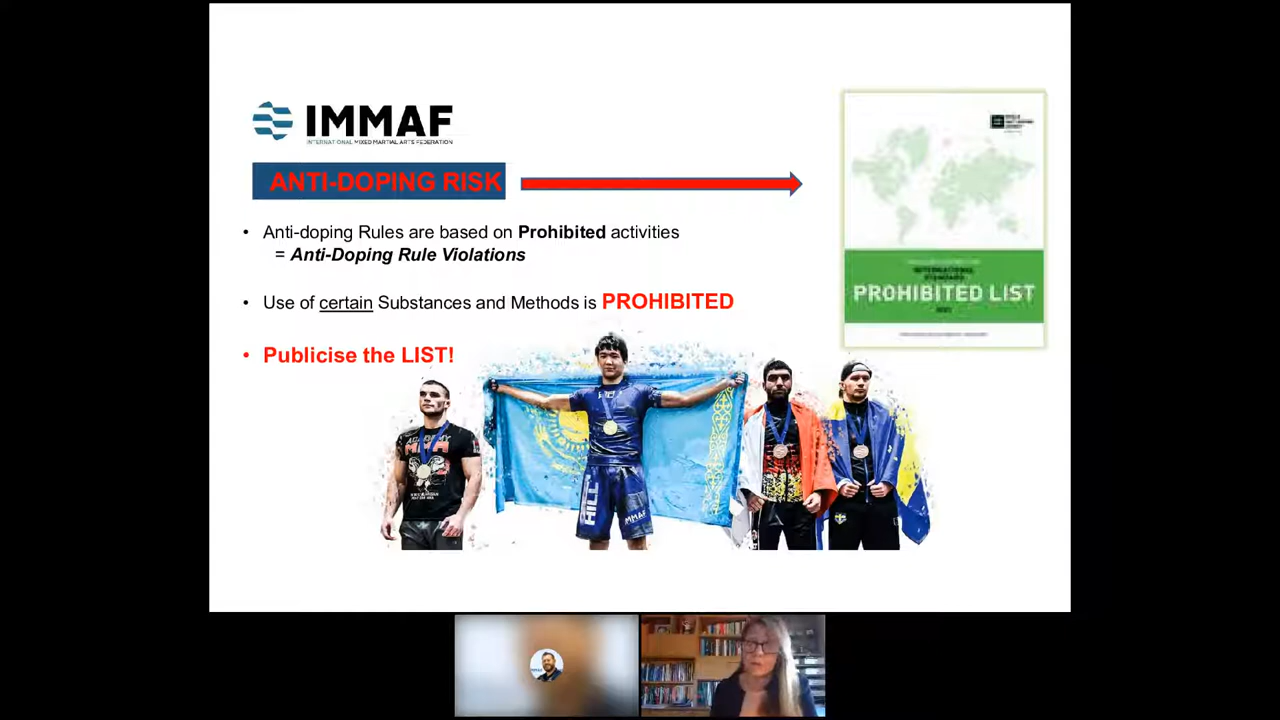 IMMAF
INTERNATIONAL MIXED MARTIAL ARTS FEDERATION
ANTI-DOPING RISK
• Anti-doping Rules are based on Prohibited activities
= Anti-Doping Rule Violations
• Use of certain Substances and Methods is PROHIBITED
• Publicise the LIST!
INTERNATIONAL
STANDARD
PROHIBITED LIST
ACADEMY
MMA
HILL
IMMAF